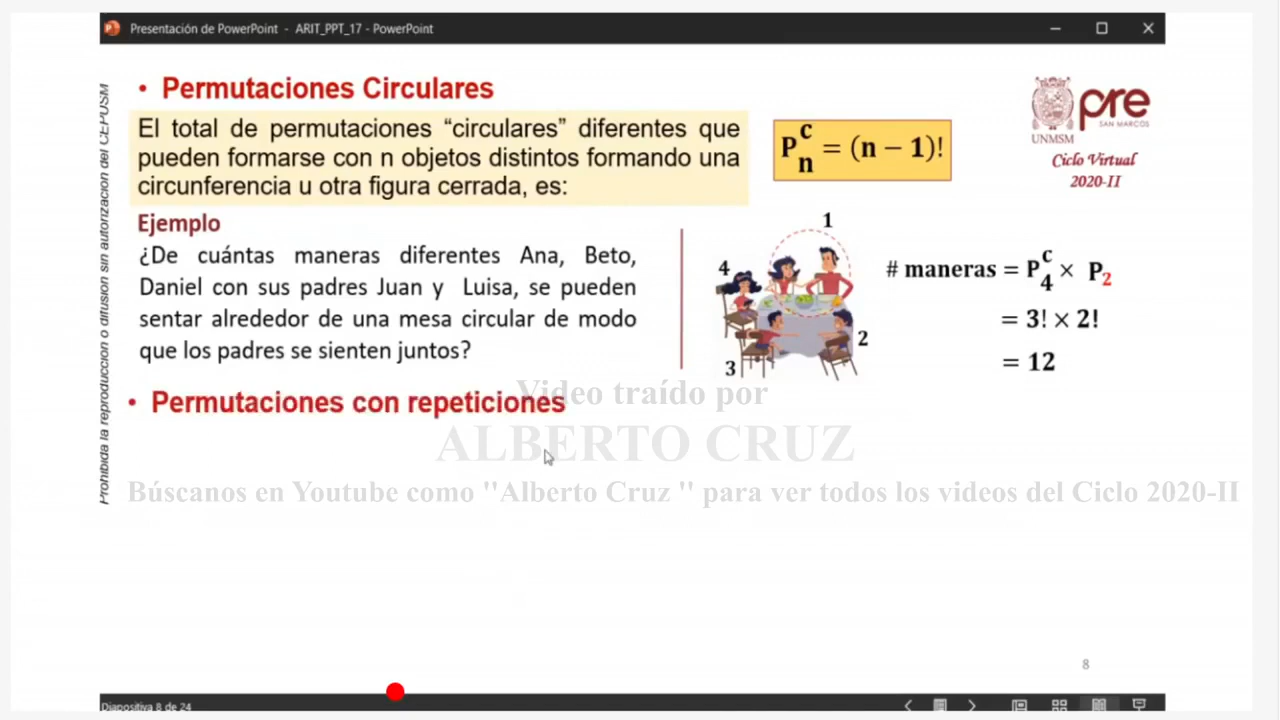 Presentación de PowerPoint - ARIT_PPT_17 - PowerPoint
Prohibida la reproduccion o difusion sin autorizacion del CEPUSM
• Permutaciones Circulares
El total de permutaciones “circulares” diferentes que
pueden formarse con n objetos distintos formando una
circunferencia u otra figura cerrada, es:
P c n = (n − 1)!
UNMSM
pre
SAN MARCOS
Ciclo Virtual
2020-II
Ejemplo
¿De cuántas maneras diferentes Ana, Beto,
Daniel con sus padres Juan y Luisa, se pueden
sentar alrededor de una mesa circular de modo
que los padres se sienten juntos?
1
4
2
3
# maneras = P c 4 × P2
= 3! × 2!
= 12
• Permutaciones con repeticiones
Video traído por
ALBERTO CRUZ
Búscanos en Youtube como "Alberto Cruz " para ver todos los videos del Ciclo 2020-II
8
Diapositiva 8 de 24